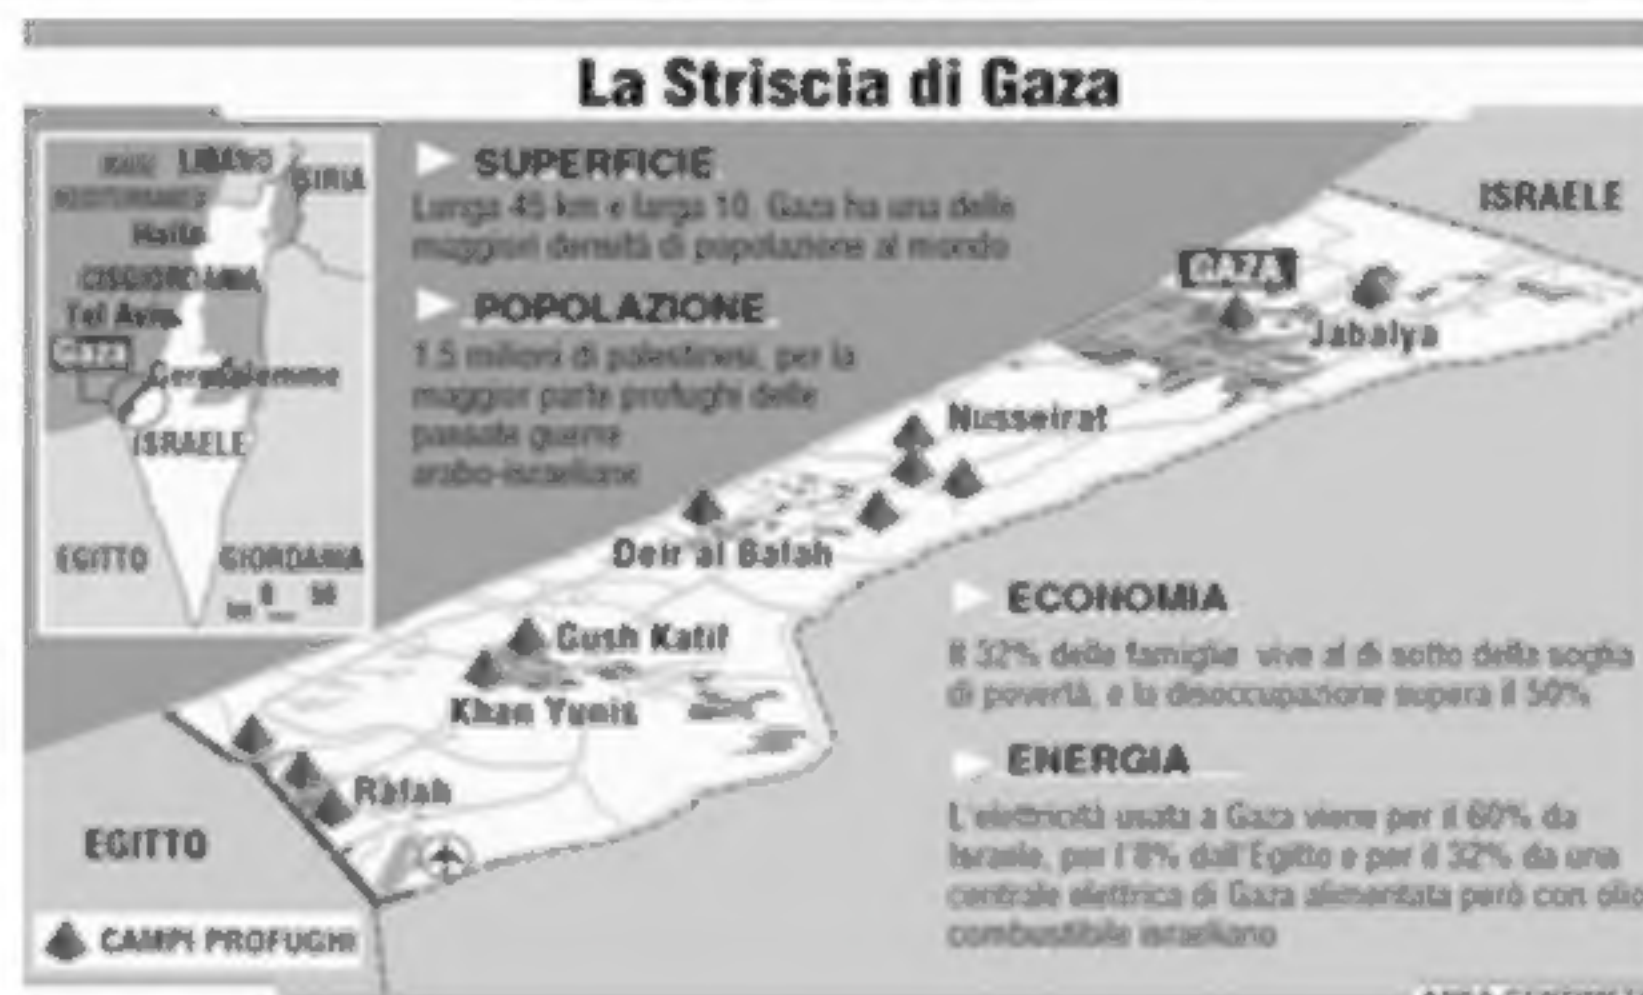 La Striscia di Gaza
LIBANO
SIRIA
MEDITERRANEO
Haifa
CISGIORDANIA
Tel Aviv
Gaza
Gerusalemme
ISRAELE
EGITTO
GIORDANIA
km 0 50
SUPERFICIE
Lunga 45 km e larga 10, Gaza ha una delle
maggiori densità di popolazione al mondo
POPOLAZIONE
1,5 milioni di palestinesi, per la
maggior parte profughi delle
passate guerre
arabo-israeliane
ISRAELE
GAZA
Jabalya
Nusseirat
Deir al Balah
Gush Katif
Khan Yunis
Rafah
EGITTO
CAMPI PROFUGHI
ECONOMIA
Il 32% delle famiglie vive al di sotto della soglia
di povertà, e la disoccupazione supera il 50%
ENERGIA
L'elettricità usata a Gaza viene per il 60% da
Israele, per l'8% dall'Egitto e per il 32% da una
centrale elettrica di Gaza alimentata però con olio
combustibile israeliano